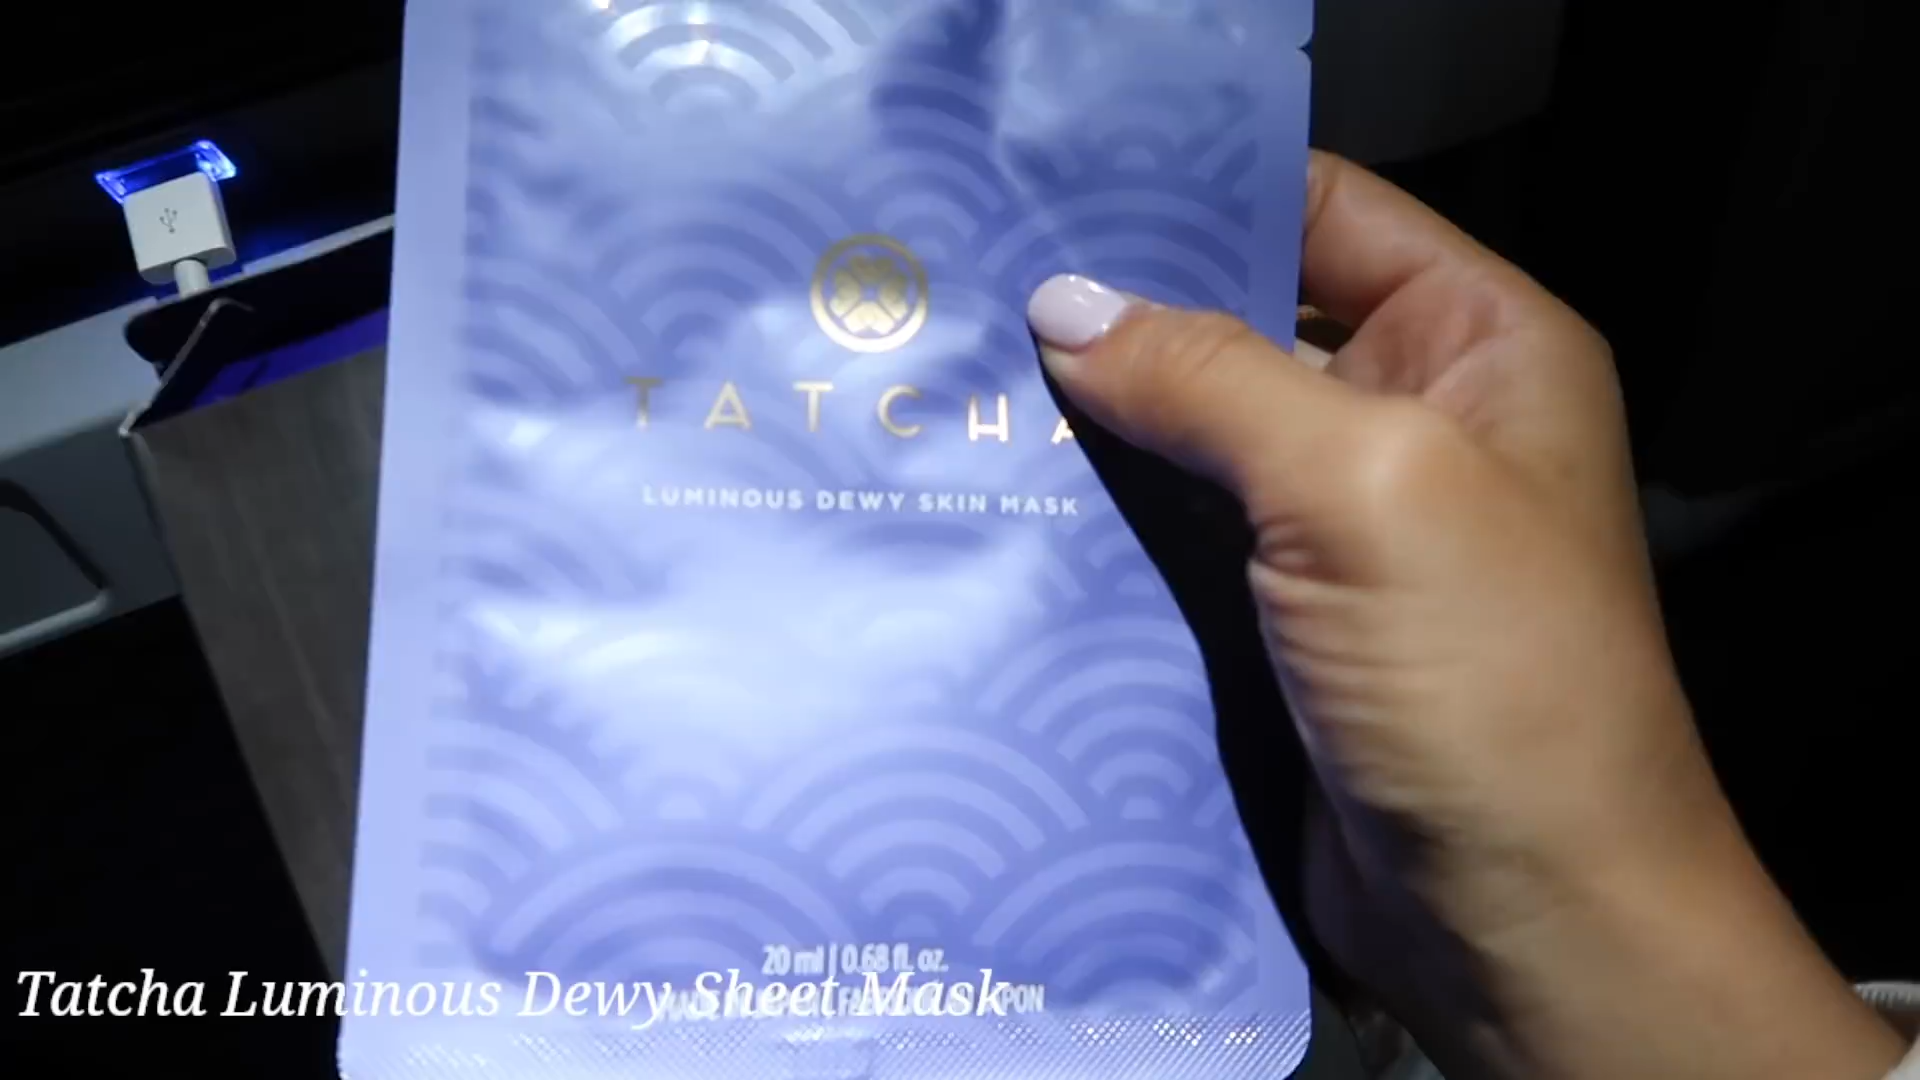 TATCHA
LUMINOUS DEWY SKIN MASK
20 ml | 0.68 fl. oz.
Tatcha Luminous Dewy Sheet Mask